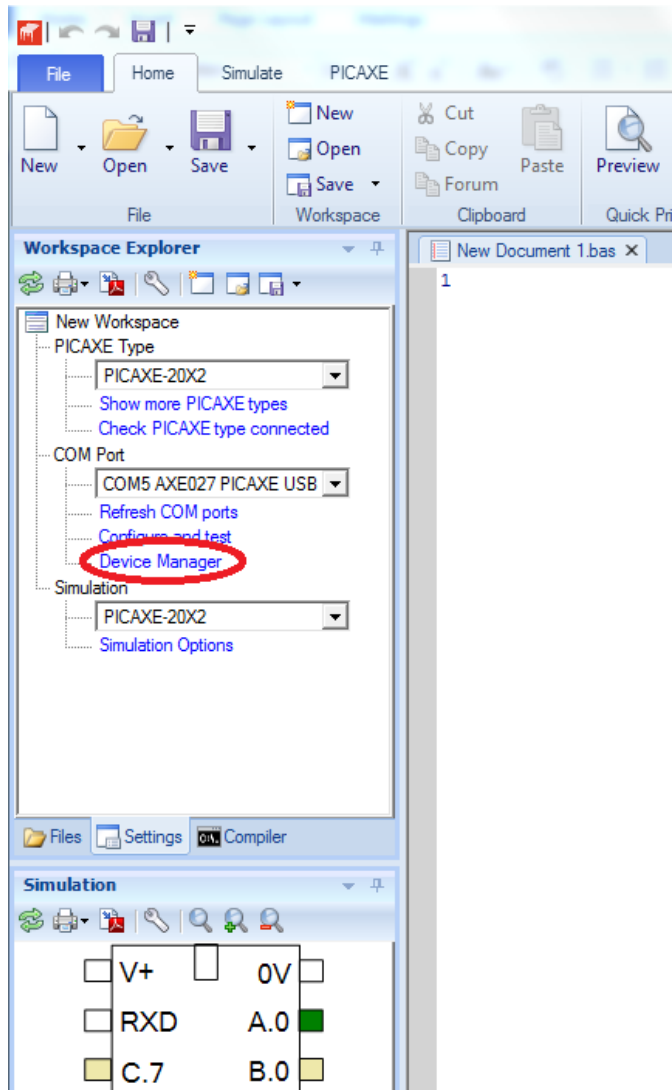 File Home Simulate PICAXE
New Open Save
New
Open
Save
Cut
Copy
Forum
Paste
Preview
File Workspace Clipboard Quick
Workspace Explorer
New Document 1.bas
1
New Workspace
PICAXE Type
PICAXE-20X2
Show more PICAXE types
Check PICAXE type connected
COM Port
COM5 AXE027 PICAXE USB
Refresh COM ports
Configure and test
Device Manager
Simulation
PICAXE-20X2
Simulation Options
Files Settings Compiler
Simulation
V+ 0V
RXD A.0
C.7 B.0